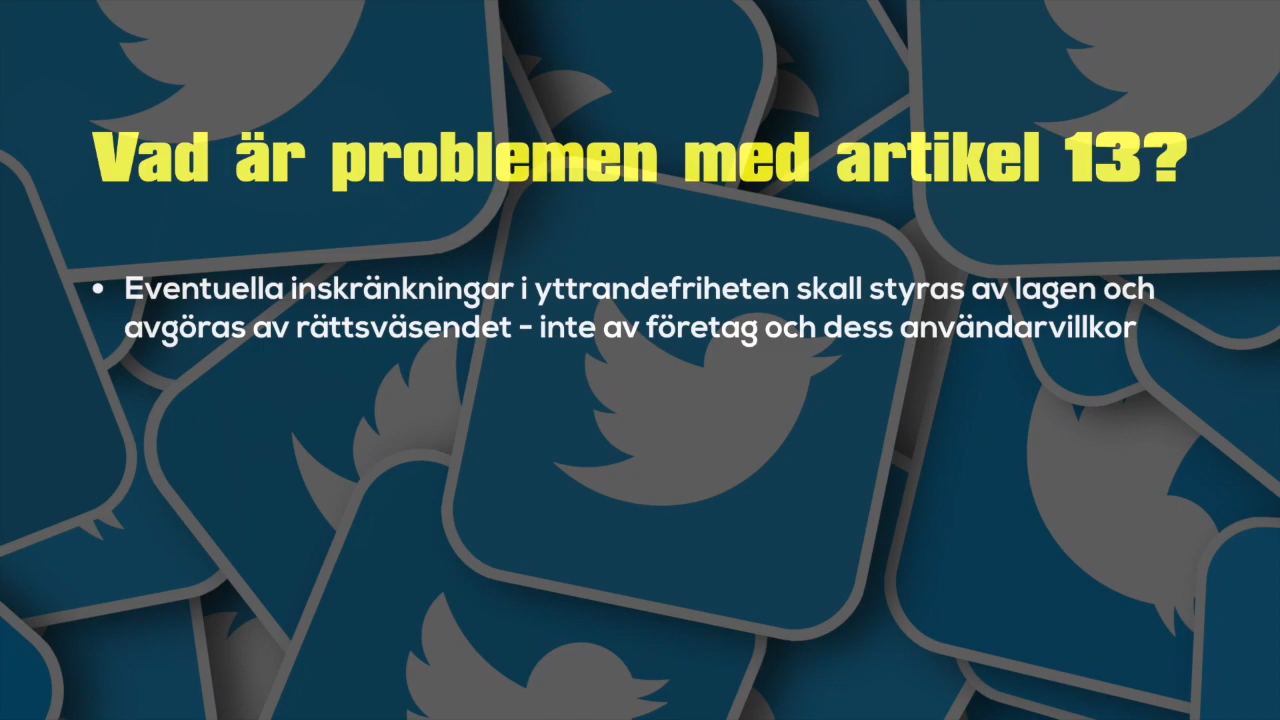 Vad är problemen med artikel 13?
• Eventuella inskränkningar i yttrandefriheten skall styras av lagen och
avgöras av rättsväsendet - inte av företag och dess användarvillkor